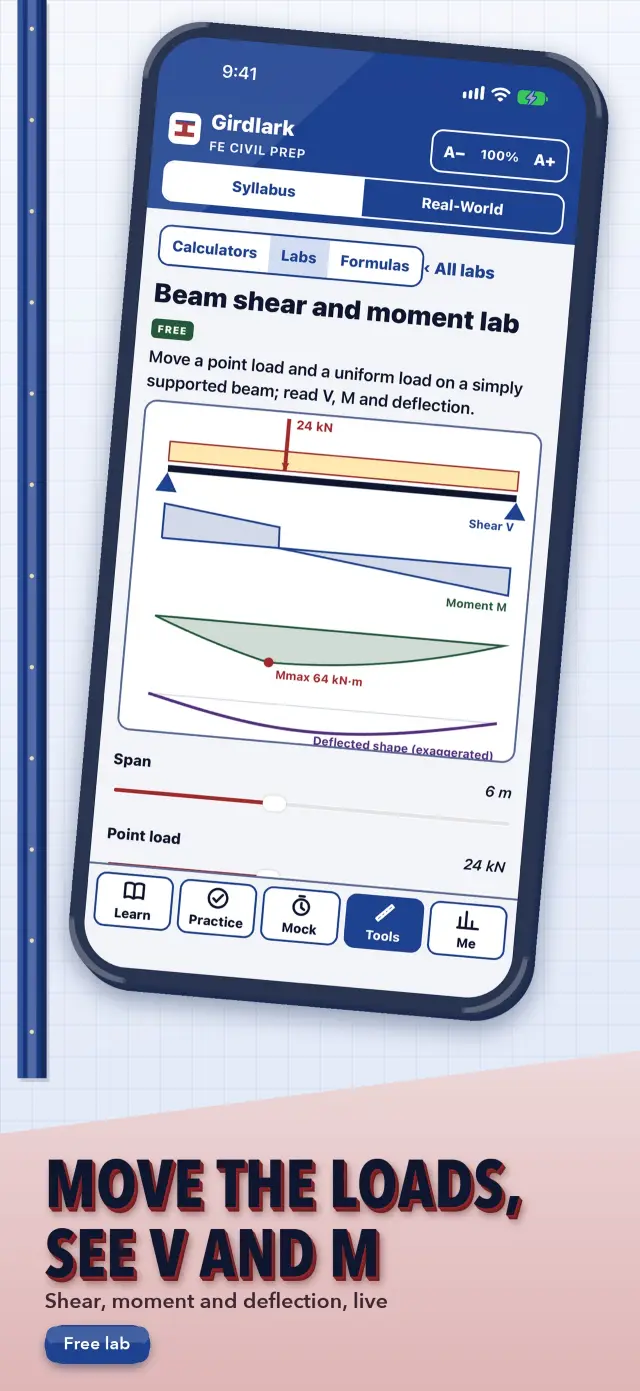 9:41
Girdlark
FE CIVIL PREP
A− 100% A+
Syllabus
Real-World
Calculators
Labs
Formulas
‹ All labs
Beam shear and moment lab
FREE
Move a point load and a uniform load on a simply
supported beam; read V, M and deflection.
24 kN
Shear V
Moment M
Mmax 64 kN·m
Deflected shape (exaggerated)
Span
6 m
Point load
24 kN
Learn
Practice
Mock
Tools
Me
MOVE THE LOADS,
SEE V AND M
Shear, moment and deflection, live
Free lab